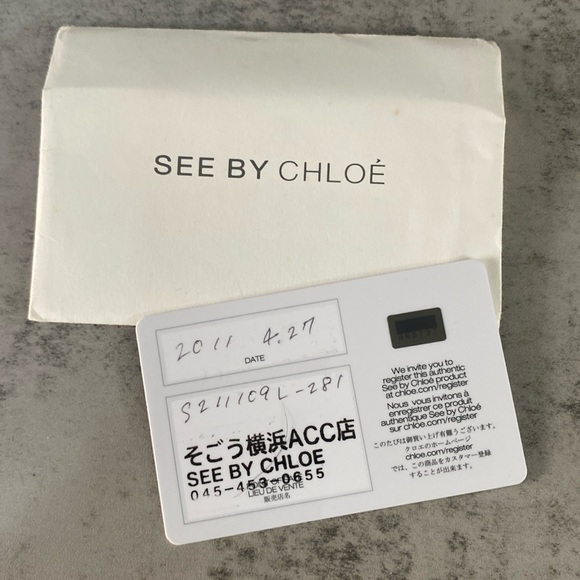 SEE BY CHLOÉ
2011 4.27
DATE
S211109L-281
そごう横浜ACC店
SEE BY CHLOE
045-453-0655
LIEU DE VENTE
販売店名
We invite you to
register this authentic
See by Chloé product
at chloe.com/register
Nous vous invitons à
enregistrer ce produit
authentique See by Chloé
sur chloe.com/register
このたびは御買い上げ有難うございます。
クロエのホームページ
chloe.com/register
では、この商品をカスタマー登録
することが出来ます。